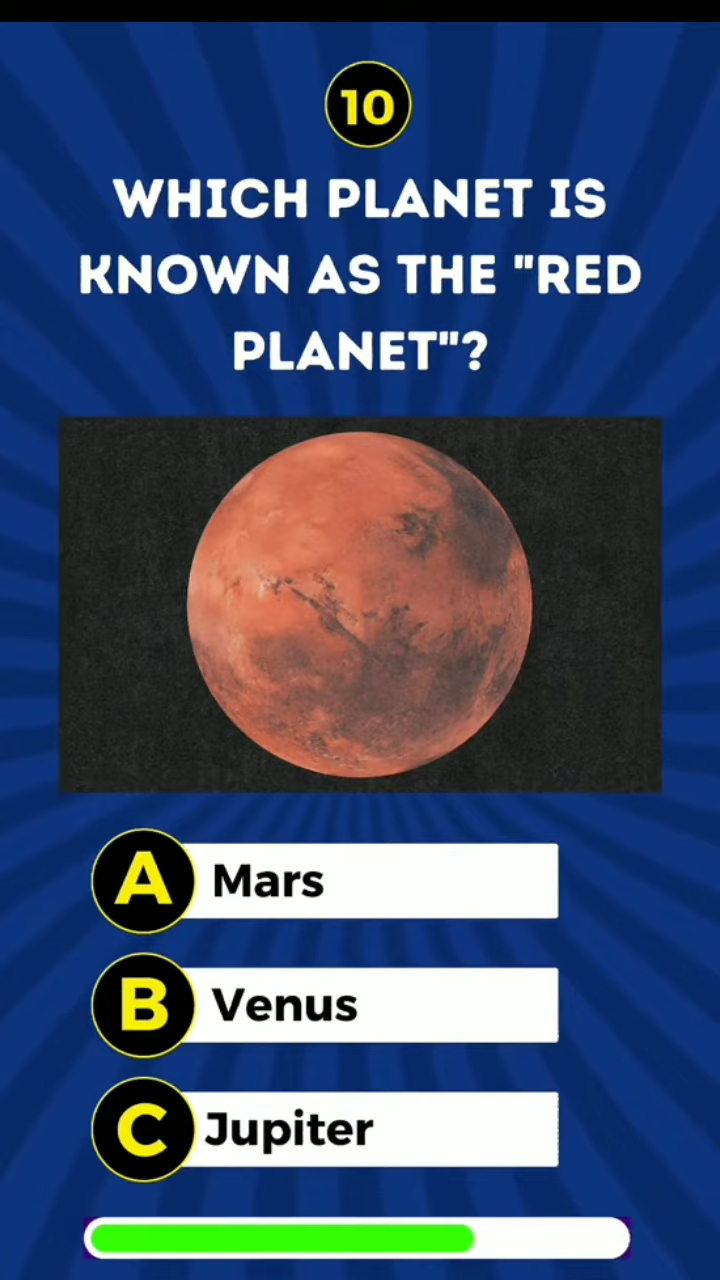 10
WHICH PLANET IS
KNOWN AS THE "RED
PLANET"?
A Mars
B Venus
C Jupiter